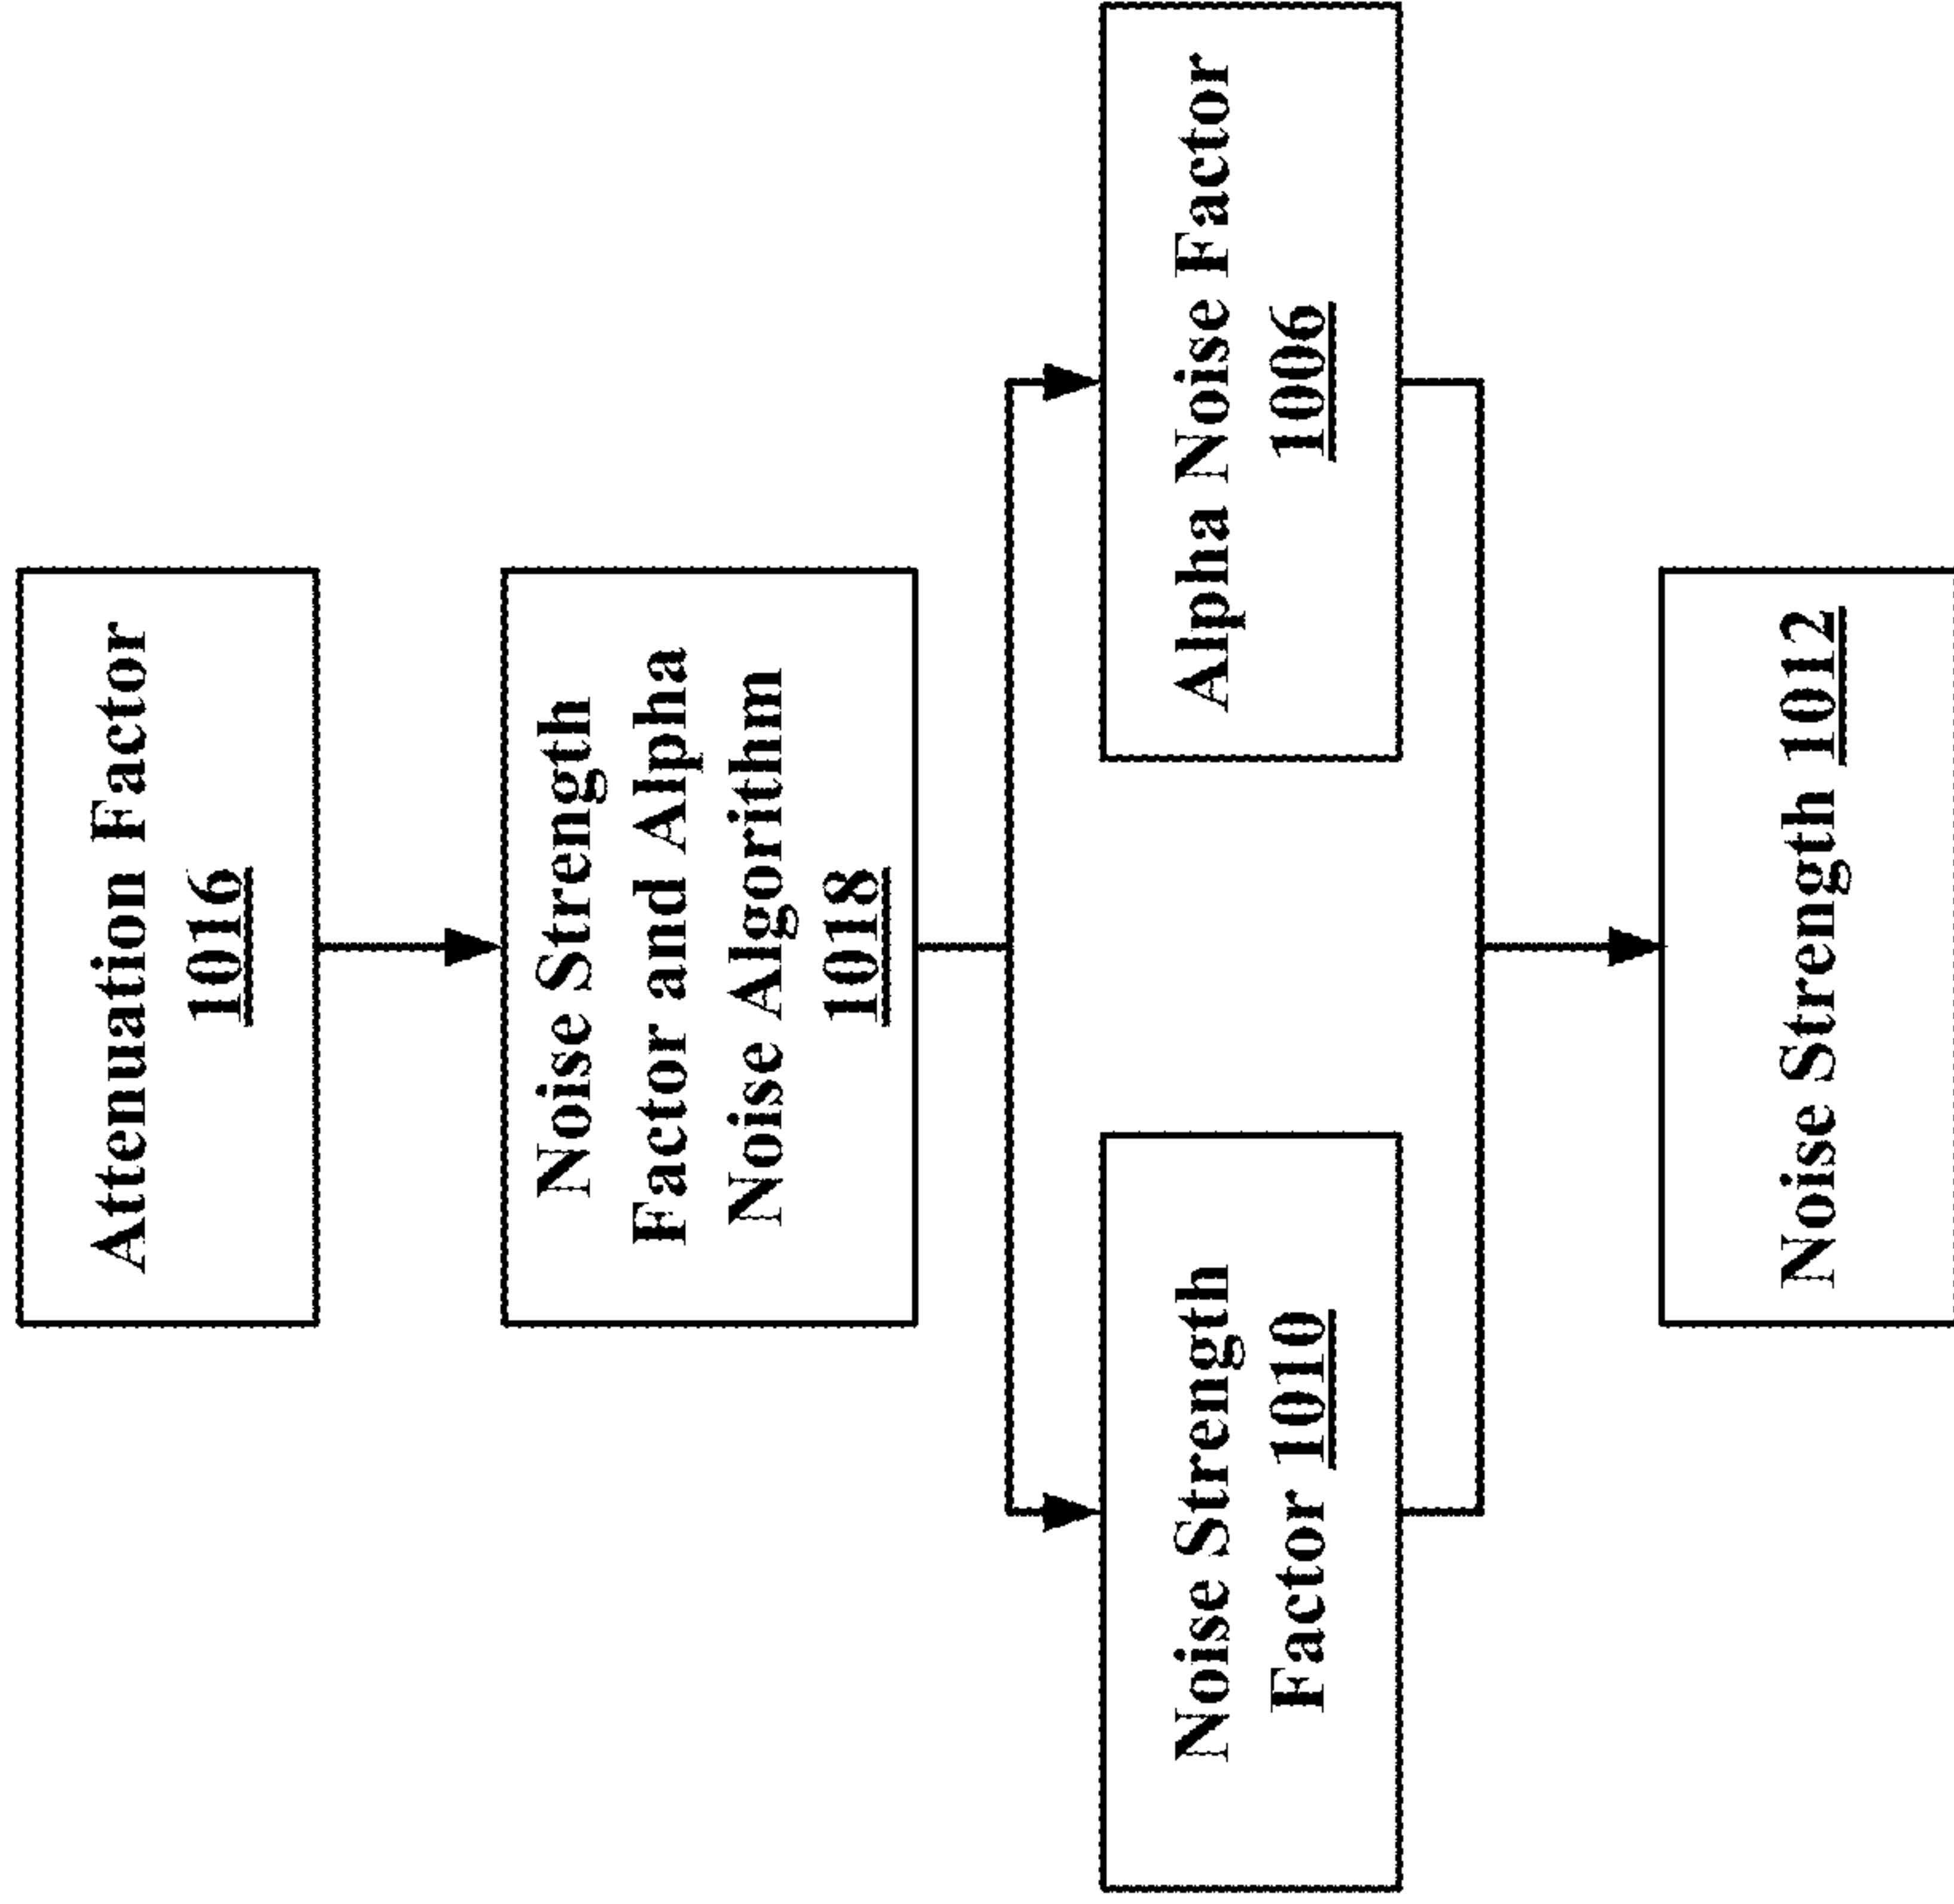 Attenuation Factor
1016
Noise Strength
Factor and Alpha
Noise Algorithm
1018
Noise Strength
Factor 1010
Alpha Noise Factor
1006
Noise Strength 1012